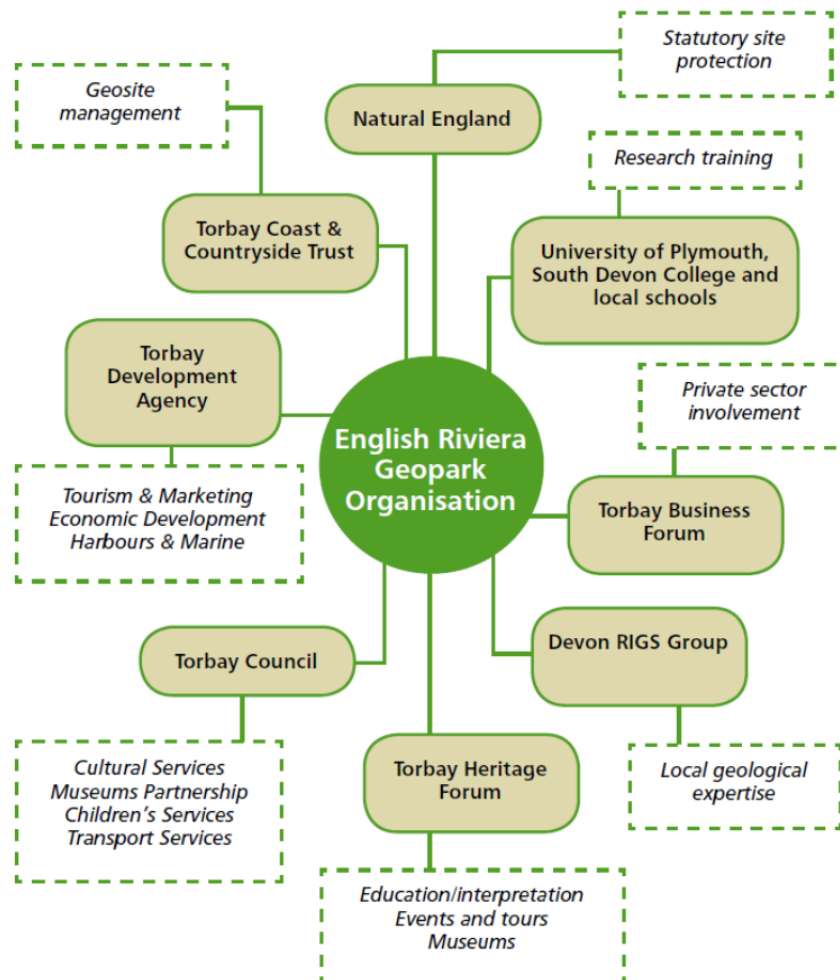 Statutory site
protection
Geosite
management
Natural England
Research training
Torbay Coast &
Countryside Trust
University of Plymouth,
South Devon College and
local schools
Torbay
Development
Agency
Private sector
involvement
English Riviera
Geopark
Organisation
Tourism & Marketing
Economic Development
Harbours & Marine
Torbay Business
Forum
Torbay Council
Devon RIGS Group
Cultural Services
Museums Partnership
Children's Services
Transport Services
Torbay Heritage
Forum
Local geological
expertise
Education/interpretation
Events and tours
Museums